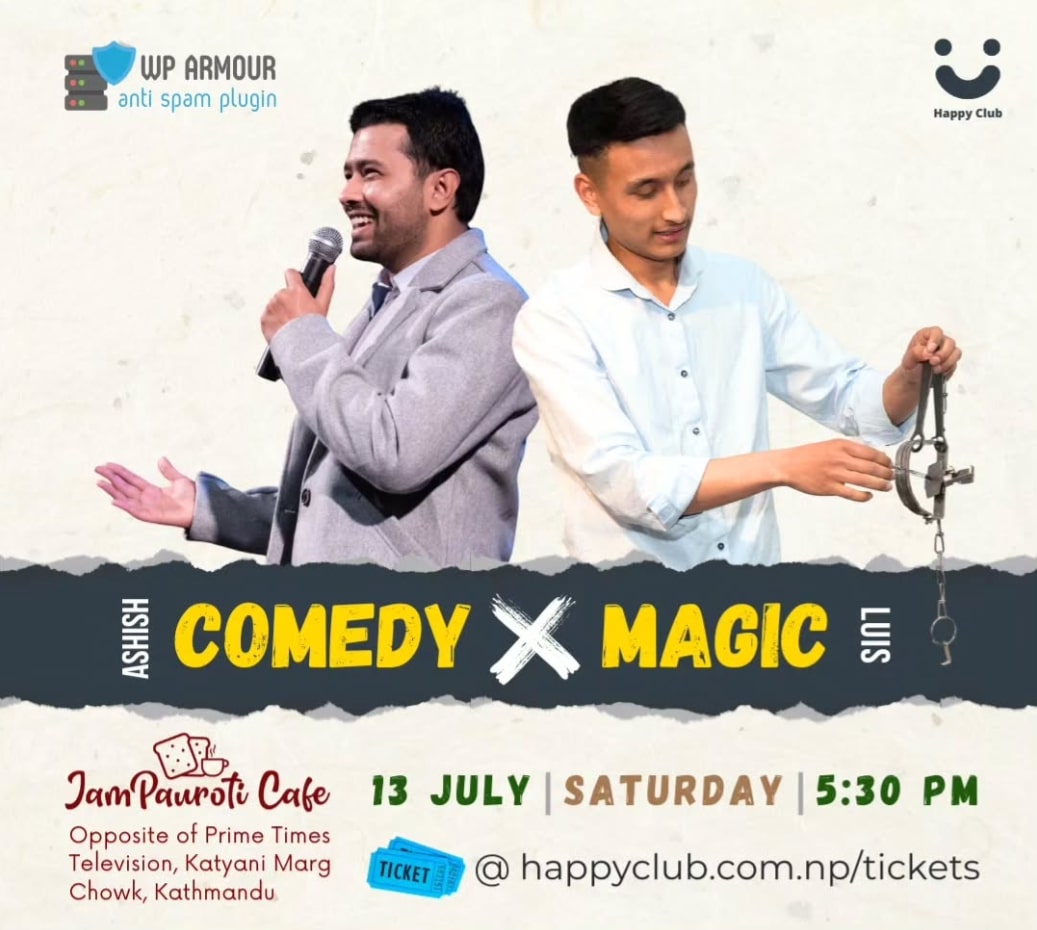 WP ARMOUR
anti spam plugin
Happy Club
ASHISH
COMEDY X MAGIC
LUIS
JamPauroti Cafe
Opposite of Prime Times
Television, Katyani Marg
Chowk, Kathmandu
13 JULY | SATURDAY | 5:30 PM
TICKET
@ happyclub.com.np/tickets